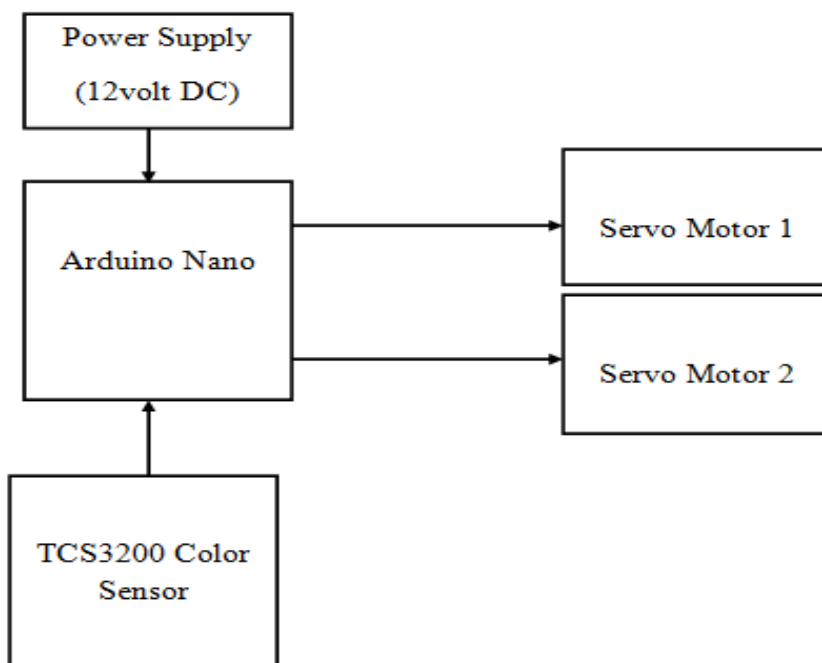 Power Supply
(12volt DC)
Arduino Nano
Servo Motor 1
Servo Motor 2
TCS3200 Color
Sensor